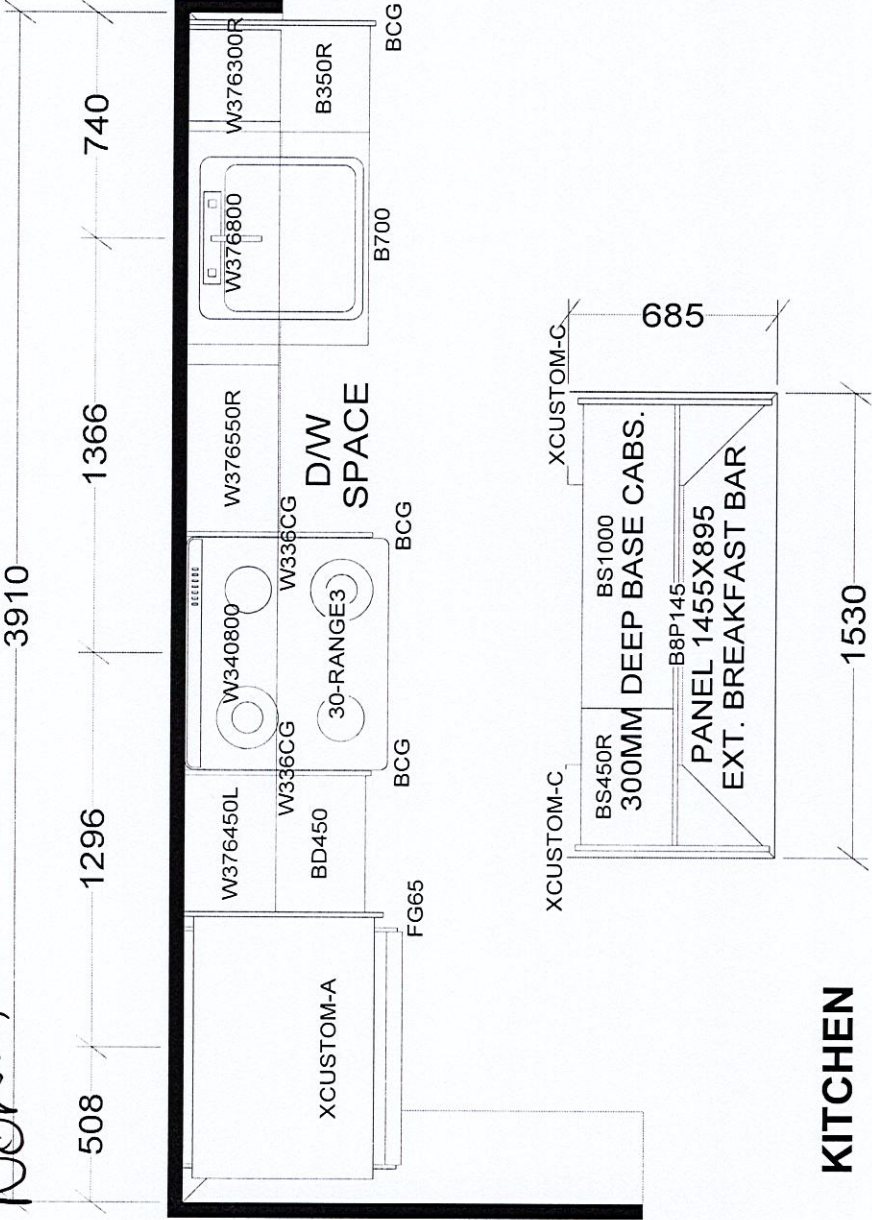 3910
740
1366
1296
508
W376300R
B350R
BCG
W376800
B700
W376550R
D/W
SPACE
W336CG
BCG
W340800
30-RANGE3
W336CG
BCG
W376450L
BD450
FG65
XCUSTOM-A
XCUSTOM-C
XCUSTOM-C
685
BS450R
BS1000
300MM DEEP BASE CABS.
B8P145
PANEL 1455X895
EXT. BREAKFAST BAR
1530
KITCHEN